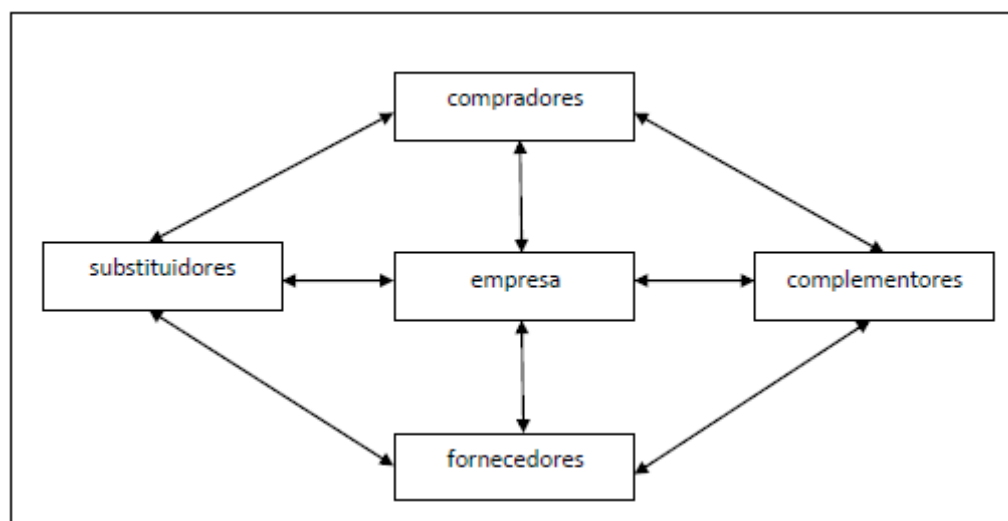 compradores
substituidores
empresa
complementores
fornecedores